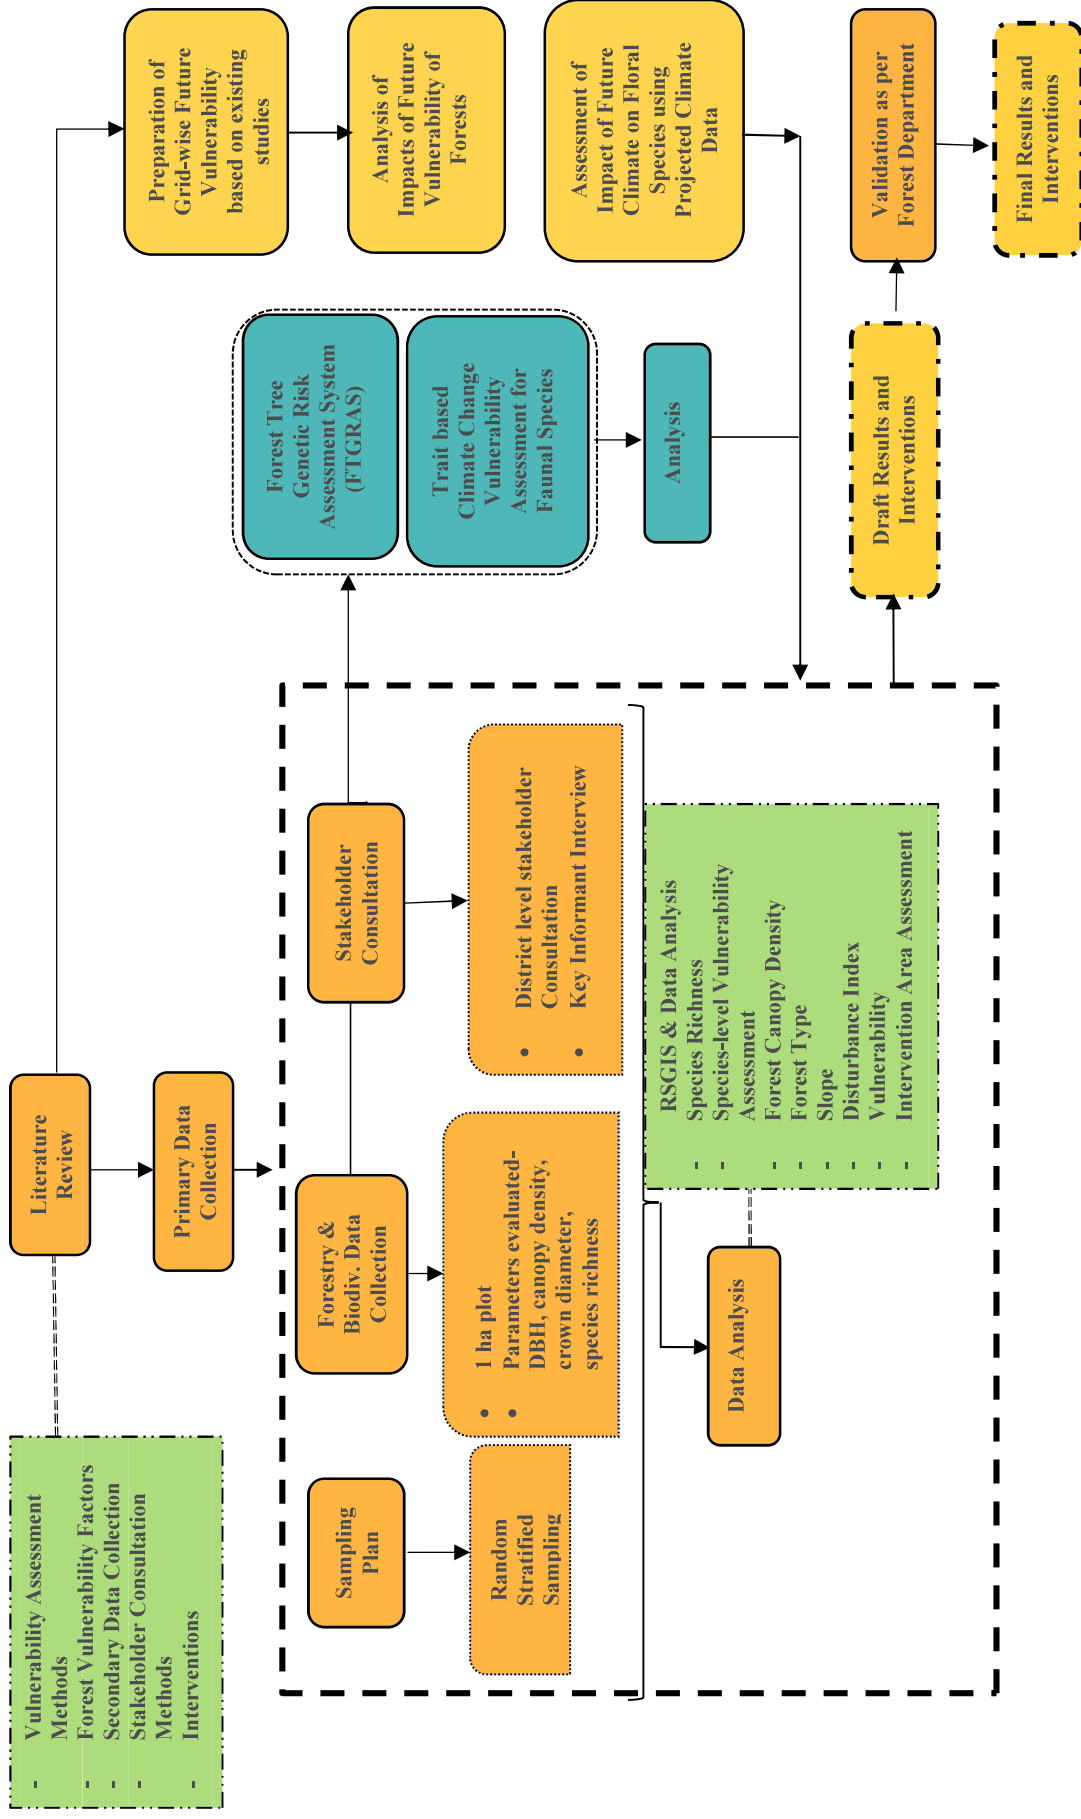 - Vulnerability Assessment
Methods
- Forest Vulnerability Factors
- Secondary Data Collection
- Stakeholder Consultation
Methods
- Interventions
Literature
Review
Primary Data
Collection
Preparation of
Grid-wise Future
Vulnerability
based on existing
studies
Analysis of
Impacts of Future
Vulnerability of
Forests
Assessment of
Impact of Future
Climate on Floral
Species using
Projected Climate
Data
Forest Tree
Genetic Risk
Assessment System
(FTGRAS)
Trait based
Climate Change
Vulnerability
Assessment for
Faunal Species
Analysis
Sampling
Plan
Random
Stratified
Sampling
Forestry &
Biodiv. Data
Collection
• 1 ha plot
• Parameters evaluated-
DBH, canopy density,
crown diameter,
species richness
Stakeholder
Consultation
• District level stakeholder
Consultation
• Key Informant Interview
Data Analysis
RSGIS & Data Analysis
- Species Richness
- Species-level Vulnerability
Assessment
- Forest Canopy Density
- Forest Type
- Slope
- Disturbance Index
- Vulnerability
- Intervention Area Assessment
Draft Results and
Interventions
Validation as per
Forest Department
Final Results and
Interventions